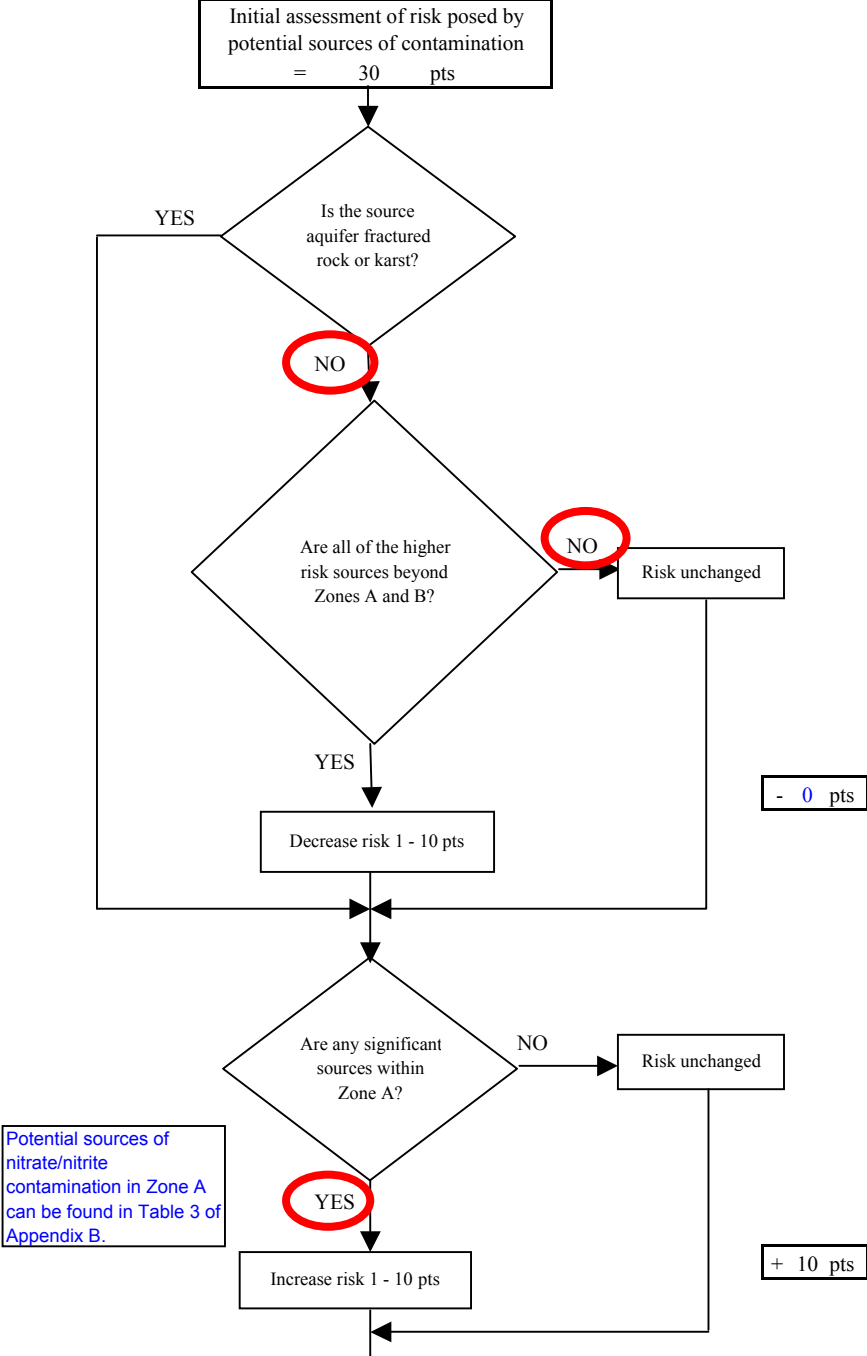 Initial assessment of risk posed by
potential sources of contamination
= 30 pts
YES
Is the source
aquifer fractured
rock or karst?
NO
Are all of the higher
risk sources beyond
Zones A and B?
NO
Risk unchanged
YES
- 0 pts
Decrease risk 1 - 10 pts
Are any significant
sources within
Zone A?
NO
Risk unchanged
Potential sources of
nitrate/nitrite
contamination in Zone A
can be found in Table 3 of
Appendix B.
YES
Increase risk 1 - 10 pts
+ 10 pts